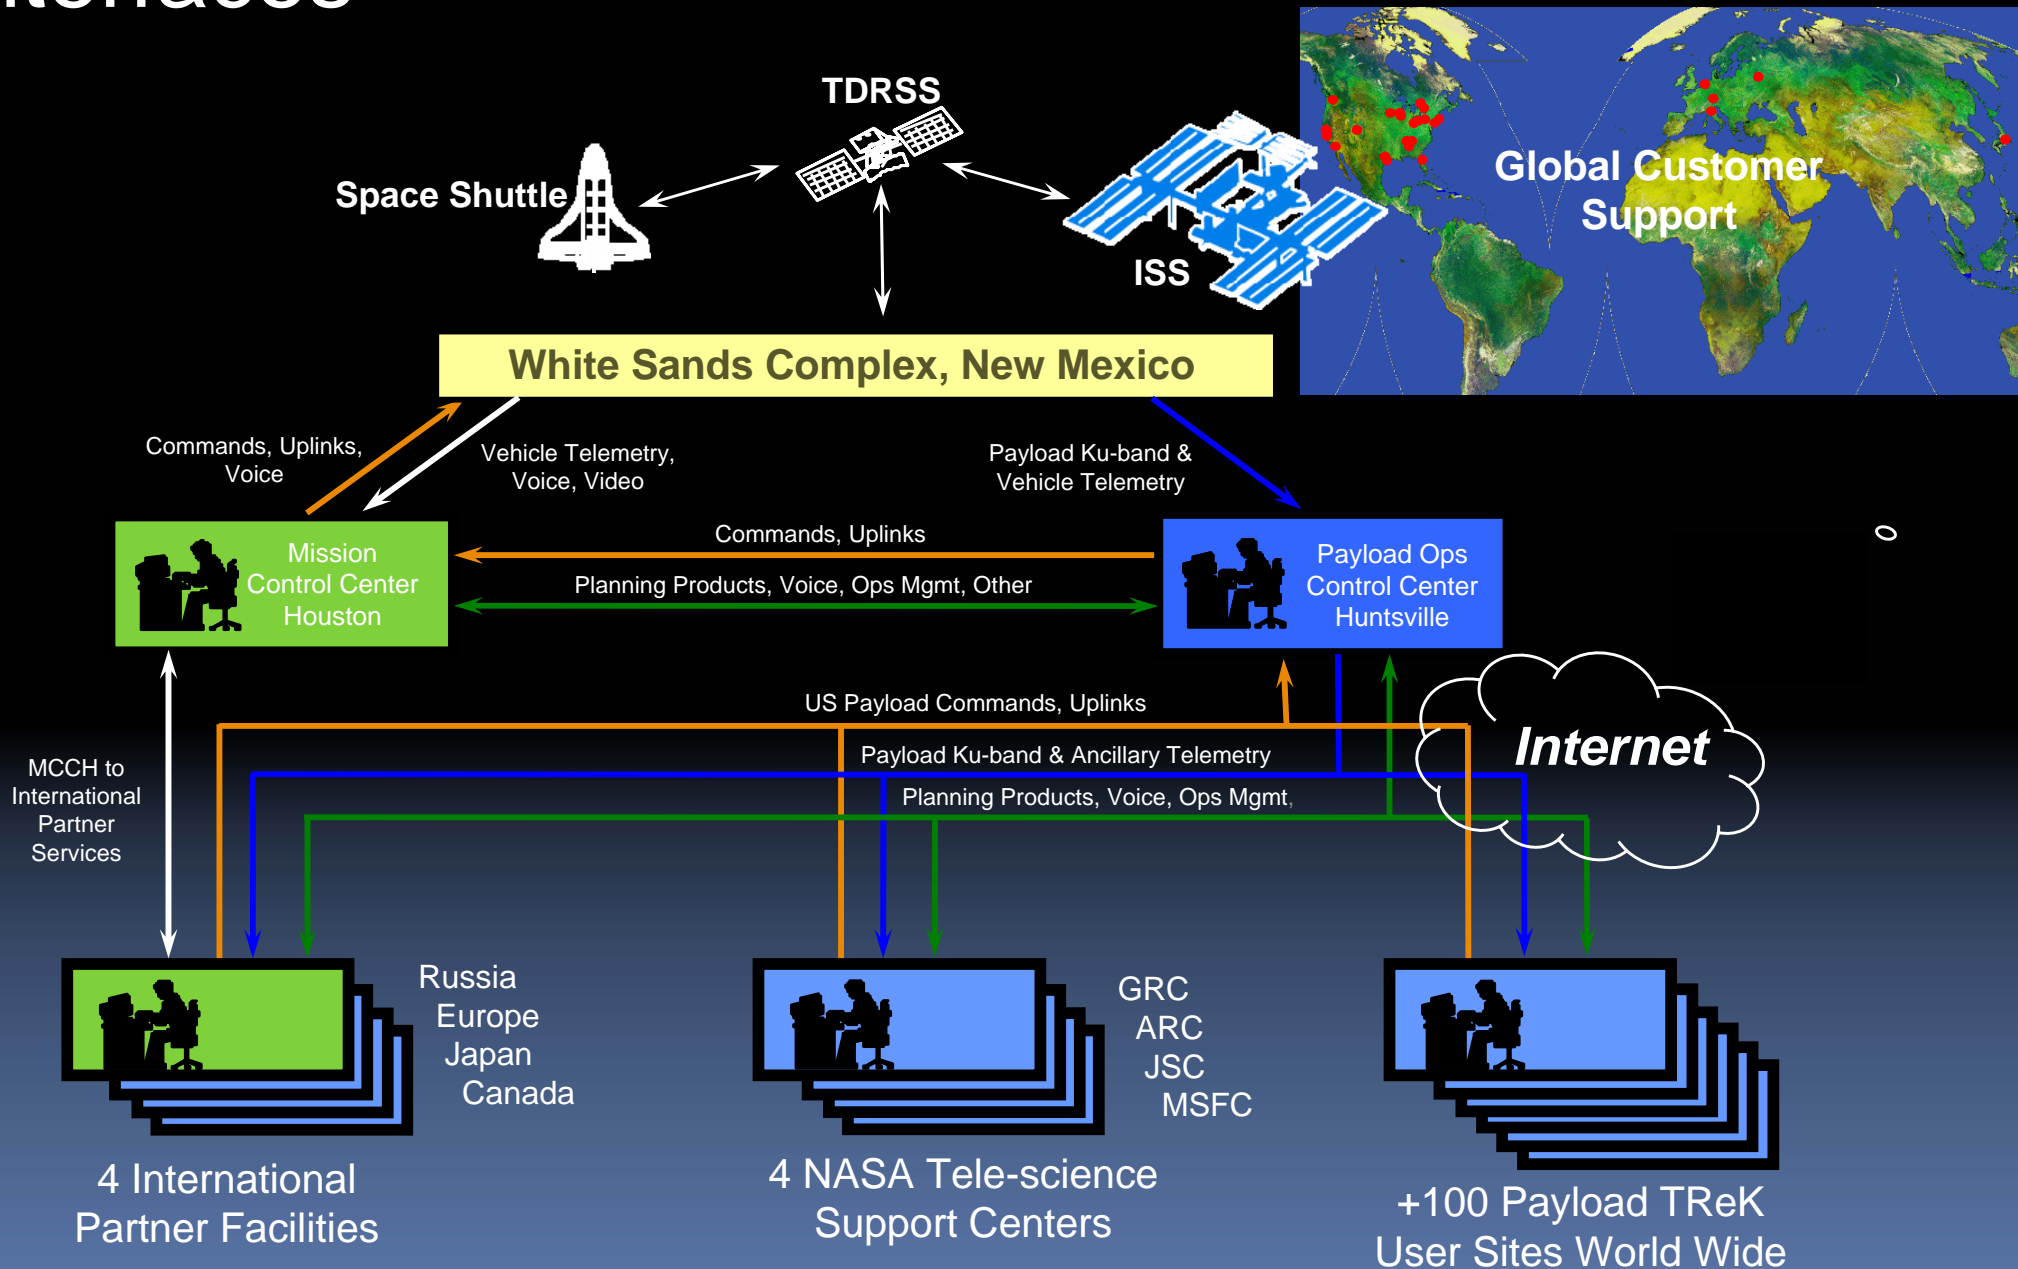 TDRSS
Space Shuttle
ISS
Global Customer
Support
White Sands Complex, New Mexico
Commands, Uplinks,
Voice
Vehicle Telemetry,
Voice, Video
Payload Ku-band &
Vehicle Telemetry
Mission
Control Center
Houston
Commands, Uplinks
Planning Products, Voice, Ops Mgmt, Other
Payload Ops
Control Center
Huntsville
US Payload Commands, Uplinks
Payload Ku-band & Ancillary Telemetry
Planning Products, Voice, Ops Mgmt,
Internet
MCCH to
International
Partner
Services
Russia
Europe
Japan
Canada
GRC
ARC
JSC
MSFC
4 International
Partner Facilities
4 NASA Tele-science
Support Centers
+100 Payload TReK
User Sites World Wide